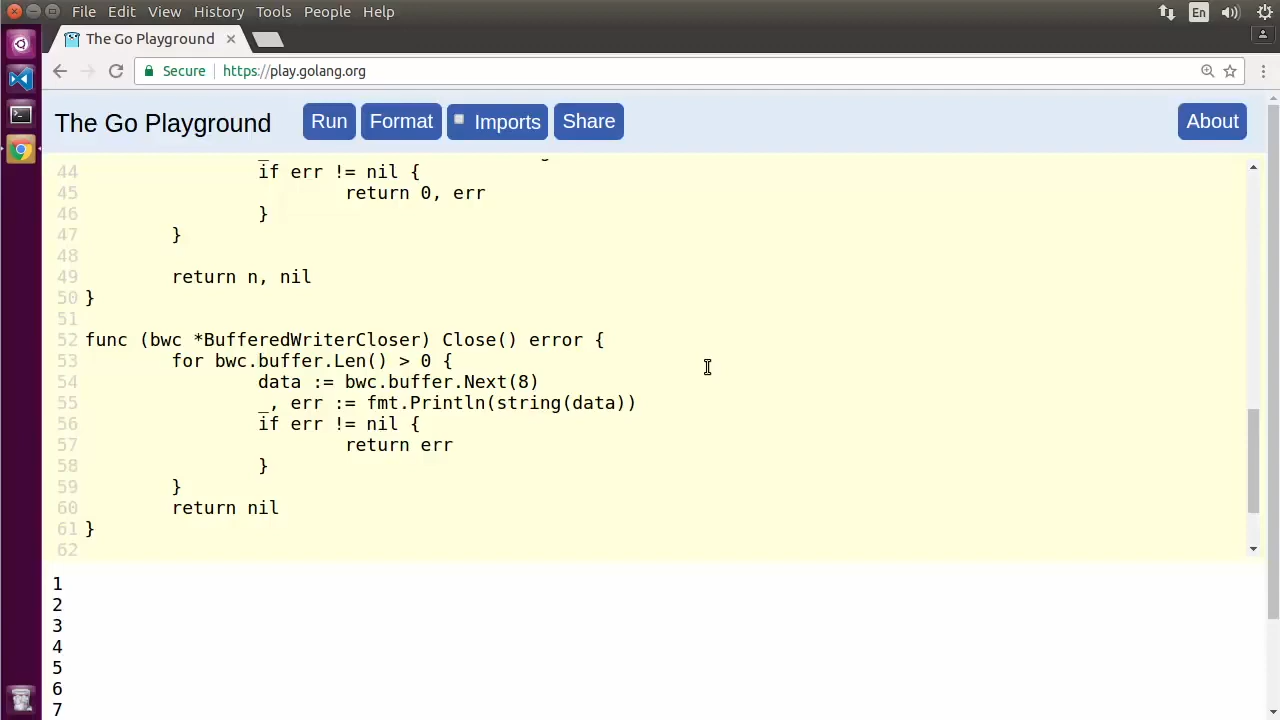 File Edit View History Tools People Help
En
The Go Playground
Secure https://play.golang.org
The Go Playground Run Format Imports Share About
44 if err != nil {
45 return 0, err
46 }
47 }
48
49 return n, nil
50 }
51
52 func (bwc *BufferedWriterCloser) Close() error {
53 for bwc.buffer.Len() > 0 {
54 data := bwc.buffer.Next(8)
55 _, err := fmt.Println(string(data))
56 if err != nil {
57 return err
58 }
59 }
60 return nil
61 }
62
1
2
3
4
5
6
7